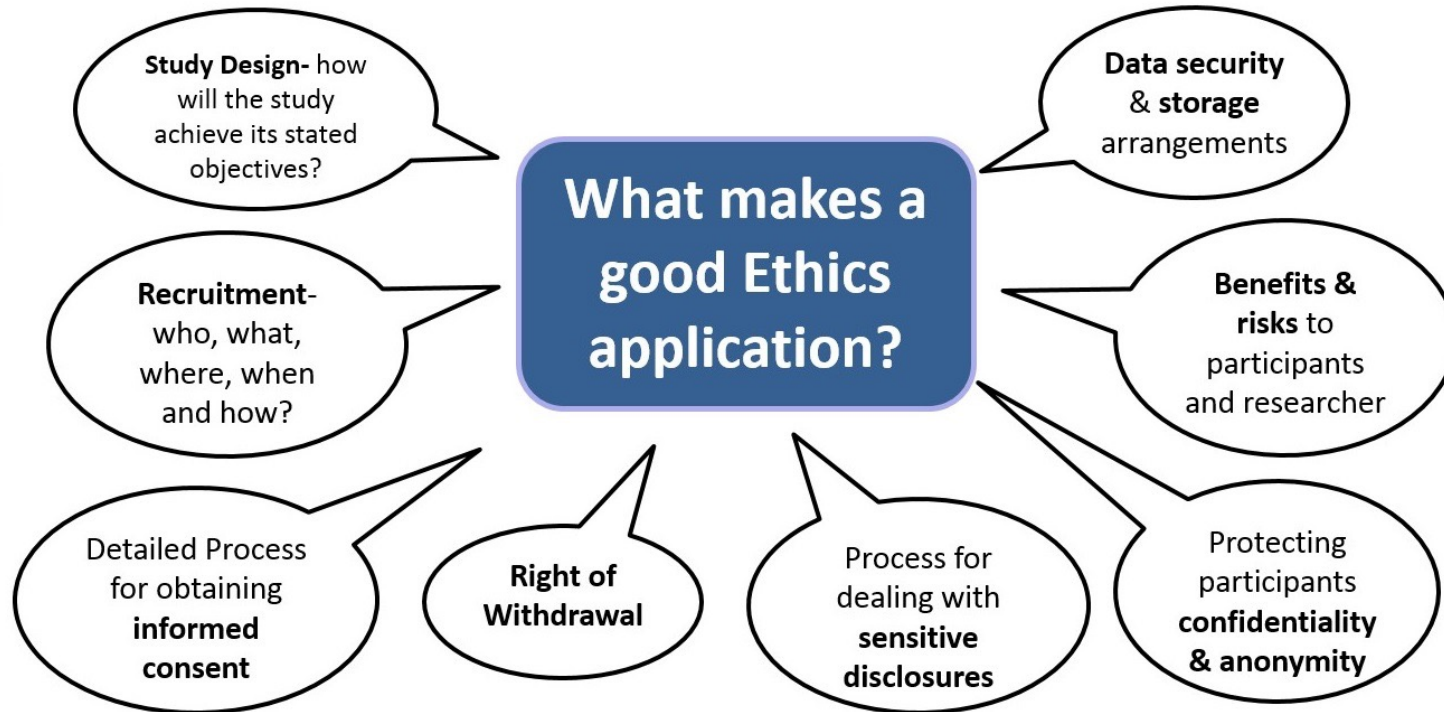 What makes a
good Ethics
application?
Study Design- how
will the study
achieve its stated
objectives?
Recruitment-
who, what,
where, when
and how?
Detailed Process
for obtaining
informed
consent
Right of
Withdrawal
Process for
dealing with
sensitive
disclosures
Protecting
participants
confidentiality
& anonymity
Benefits &
risks to
participants
and researcher
Data security
& storage
arrangements